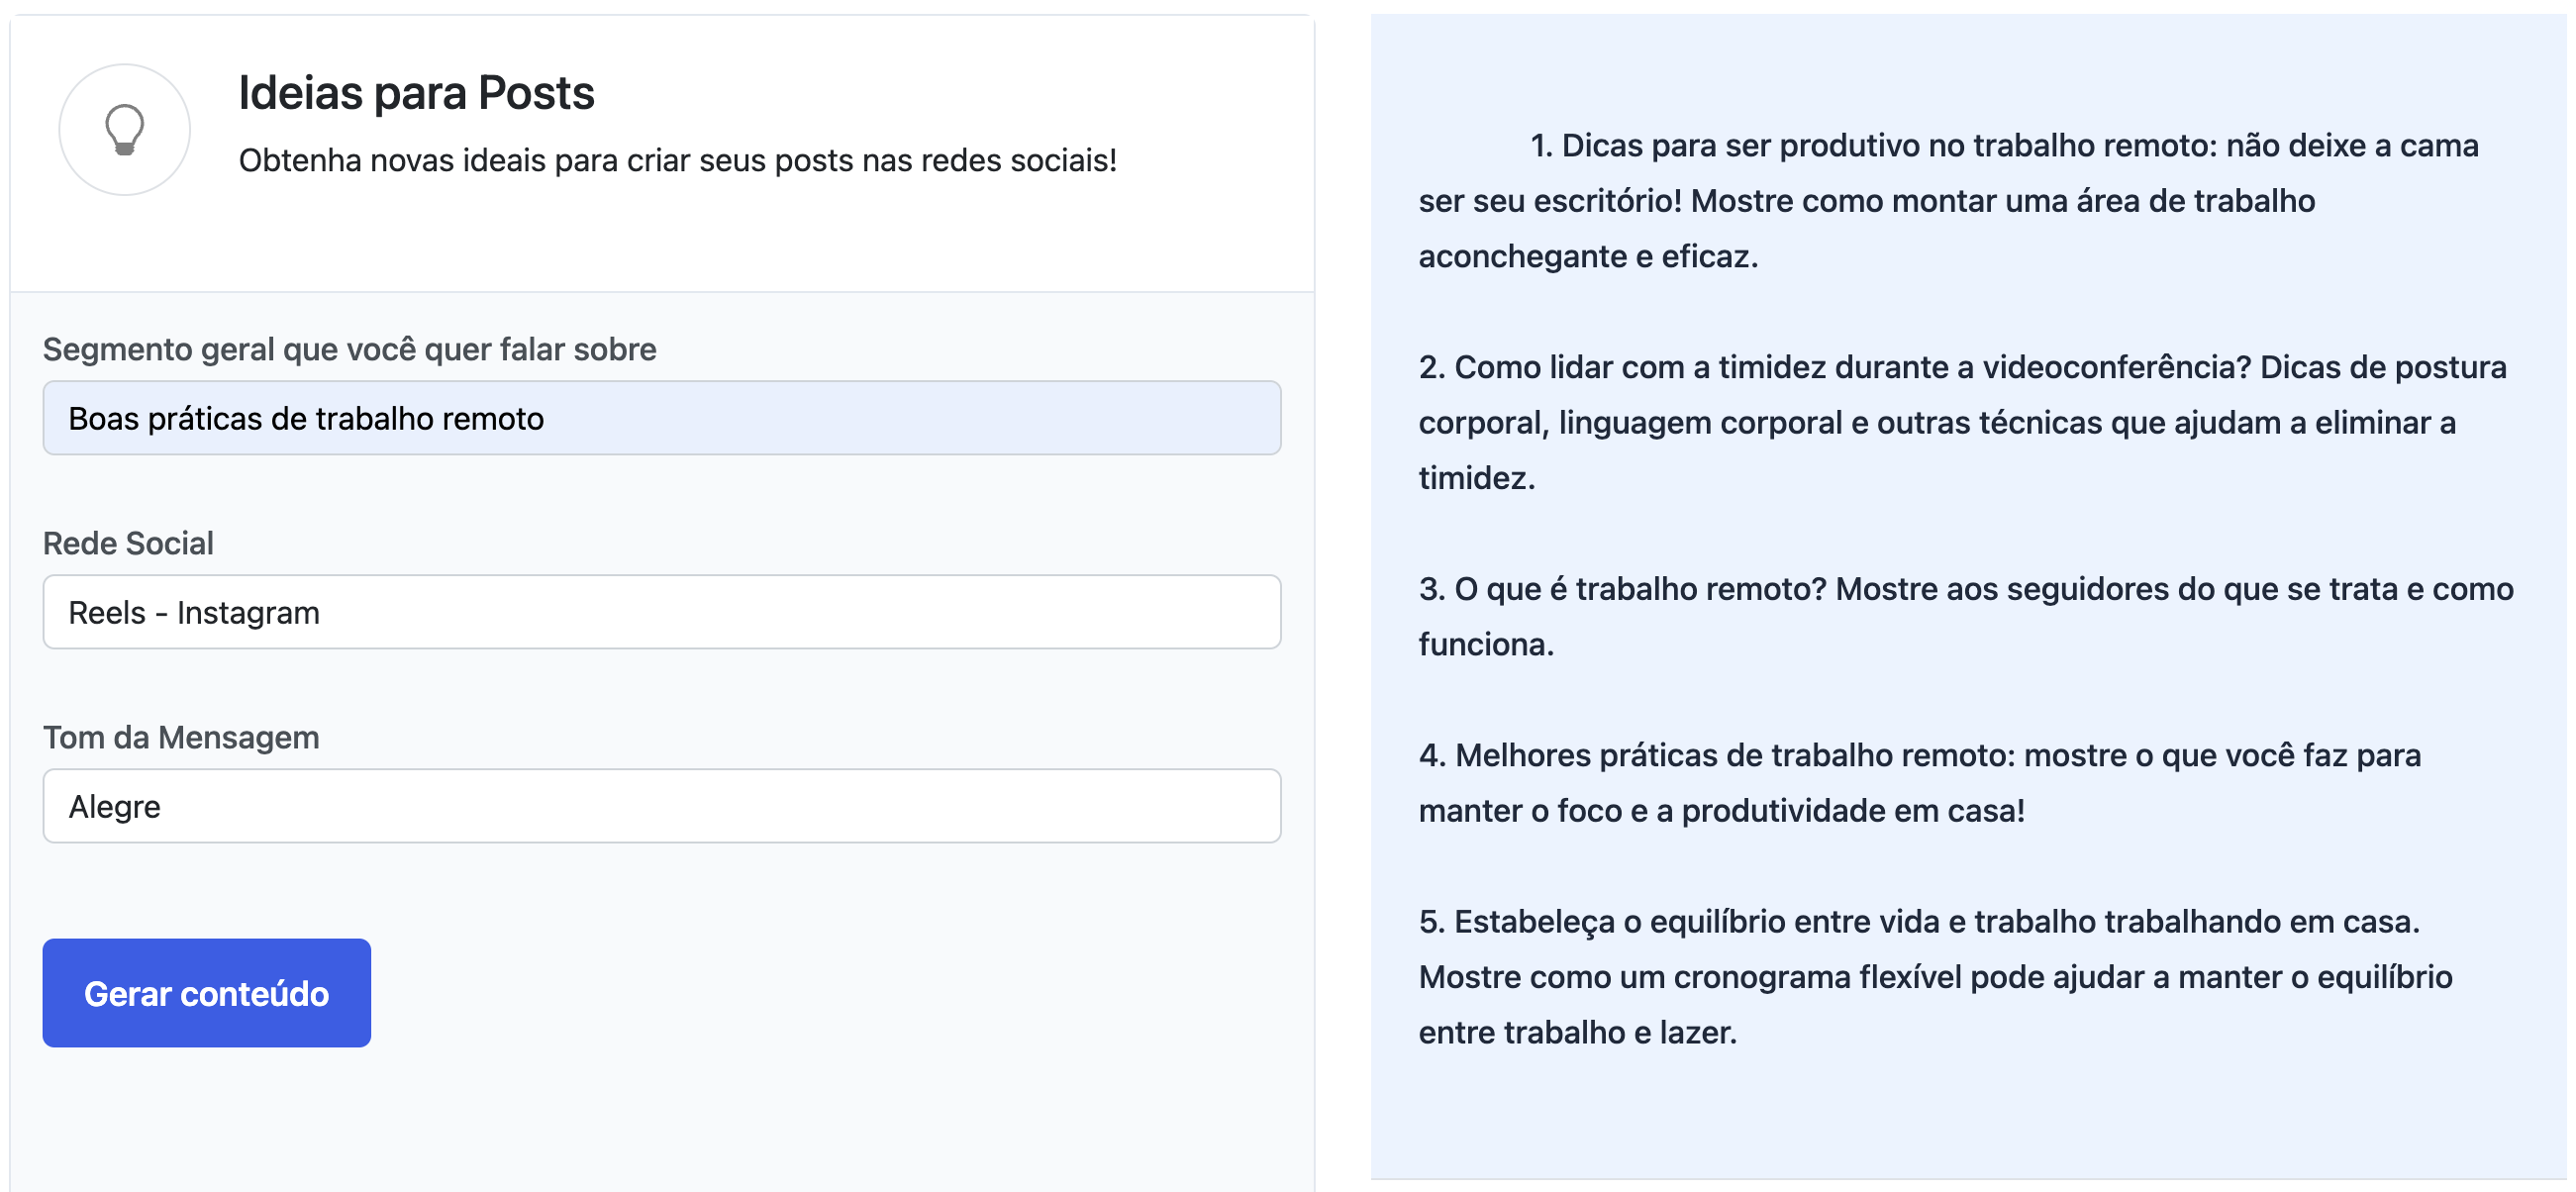 Ideias para Posts
Obtenha novas ideais para criar seus posts nas redes sociais!
Segmento geral que você quer falar sobre
Boas práticas de trabalho remoto
Rede Social
Reels - Instagram
Tom da Mensagem
Alegre
Gerar conteúdo
1. Dicas para ser produtivo no trabalho remoto: não deixe a cama
ser seu escritório! Mostre como montar uma área de trabalho
aconchegante e eficaz.
2. Como lidar com a timidez durante a videoconferência? Dicas de postura
corporal, linguagem corporal e outras técnicas que ajudam a eliminar a
timidez.
3. O que é trabalho remoto? Mostre aos seguidores do que se trata e como
funciona.
4. Melhores práticas de trabalho remoto: mostre o que você faz para
manter o foco e a produtividade em casa!
5. Estabeleça o equilíbrio entre vida e trabalho trabalhando em casa.
Mostre como um cronograma flexível pode ajudar a manter o equilíbrio
entre trabalho e lazer.